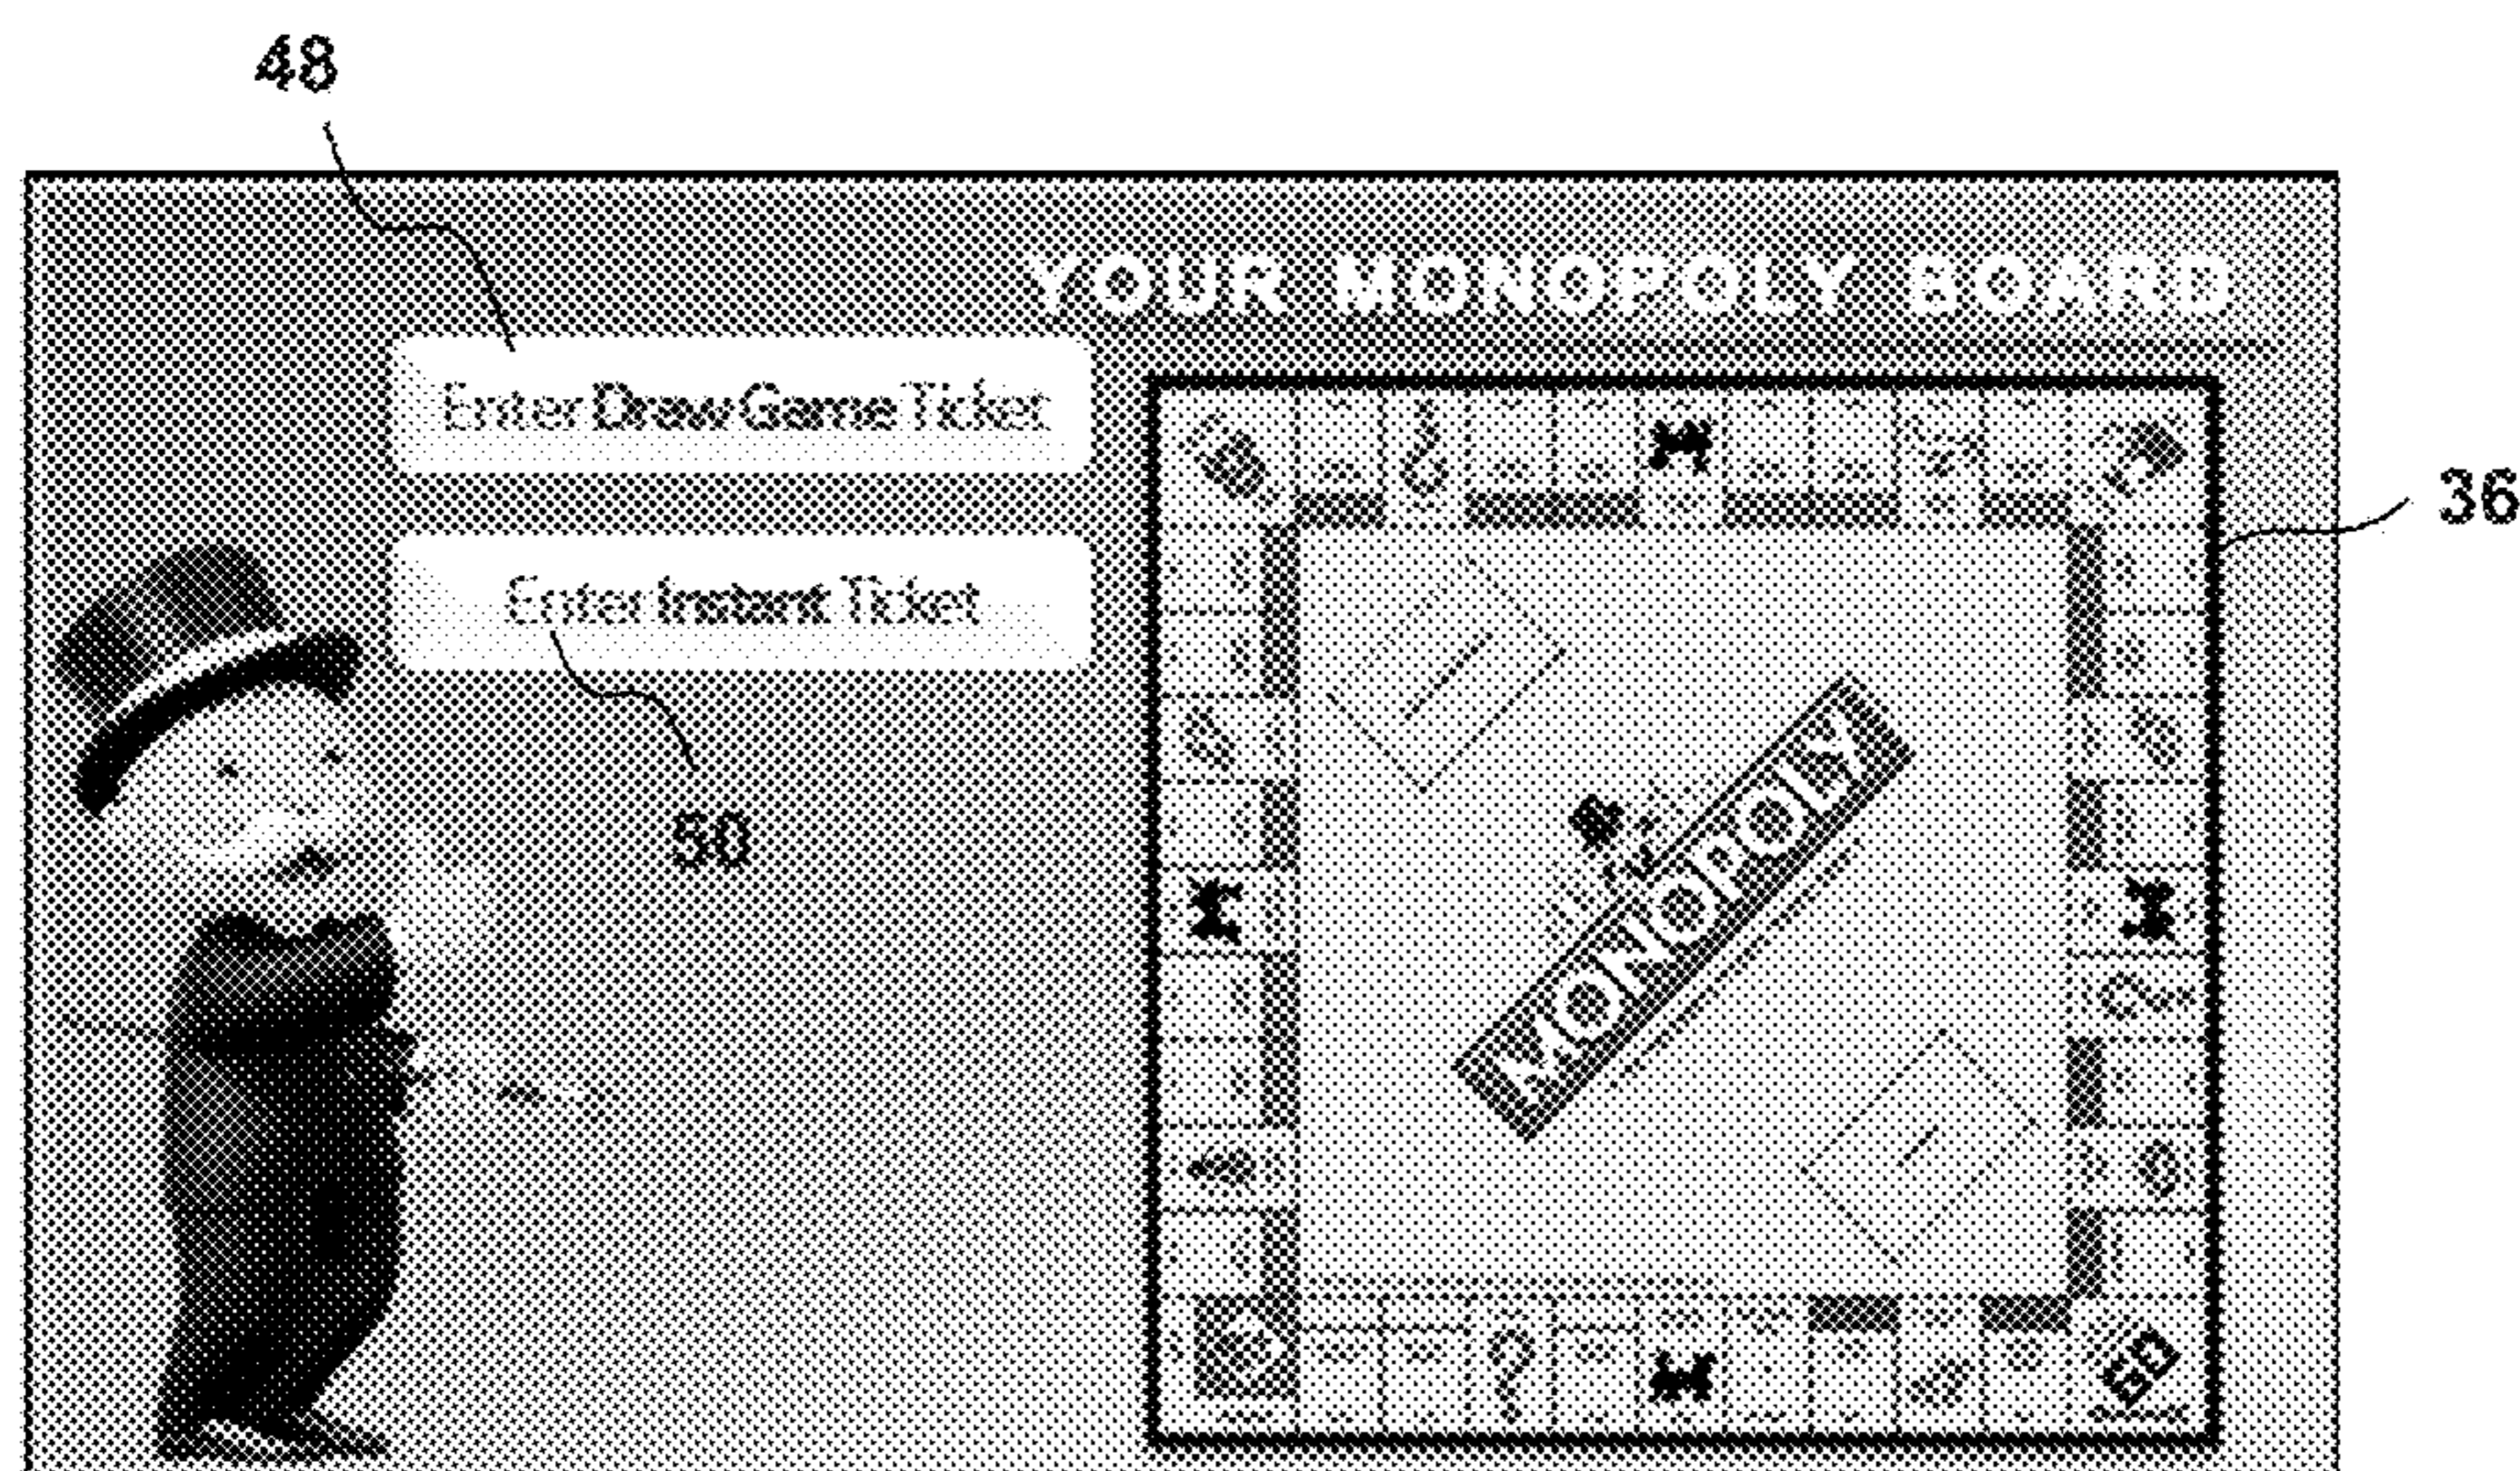 48
YOUR MONOPOLY BOARD
Enter Draw Game Ticket
36
Enter Instant Ticket
50
MONOPOLY
GO